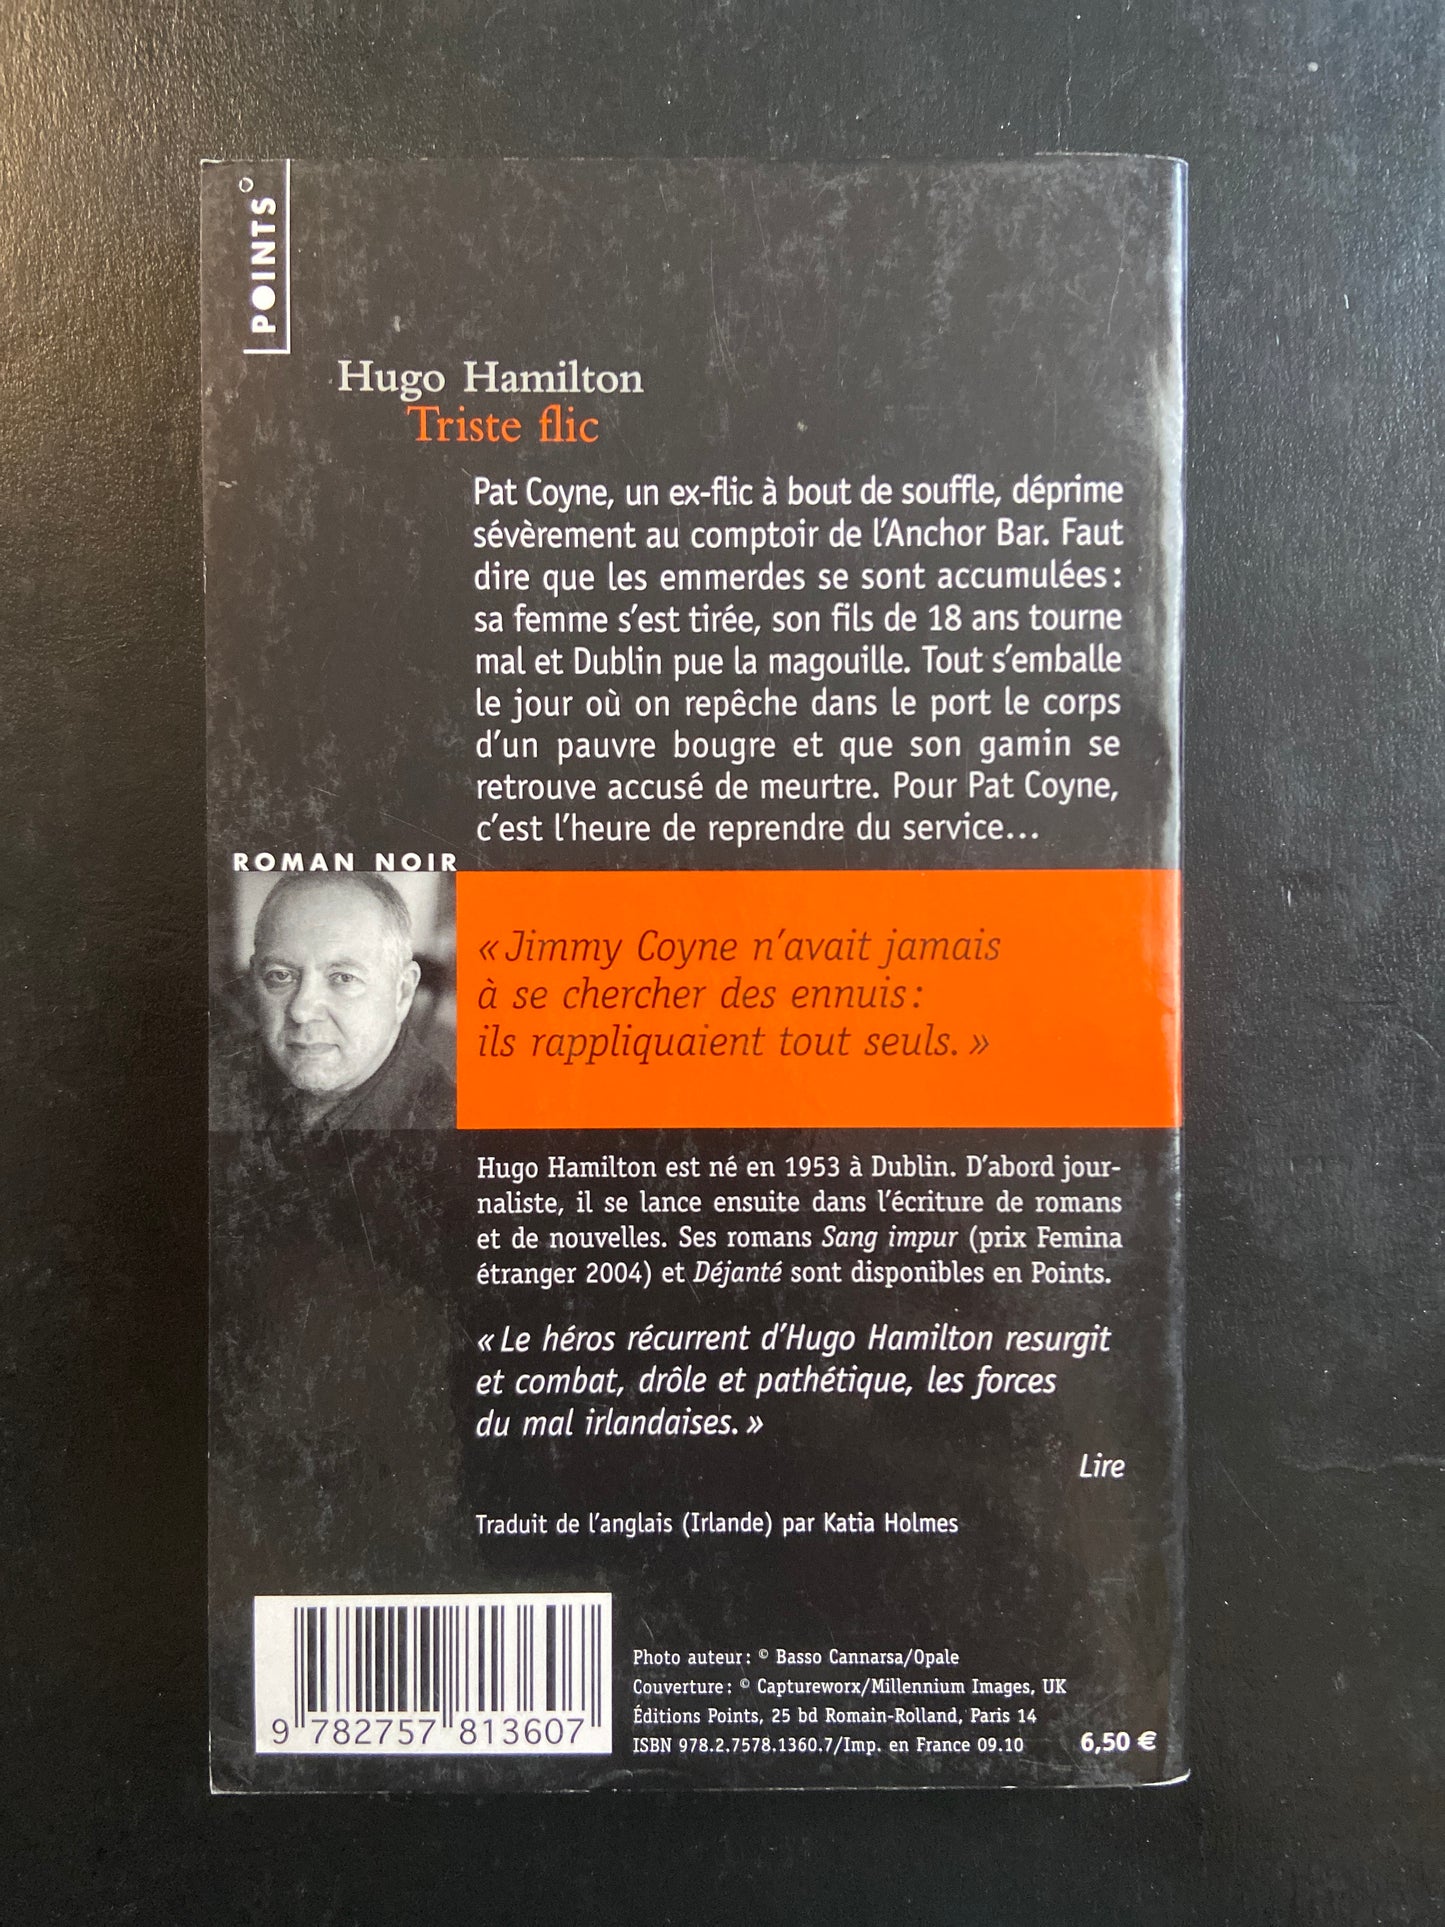 POINTS
Hugo Hamilton
Triste flic
Pat Coyne, un ex-flic à bout de souffle, déprime
sévèrement au comptoir de l'Anchor Bar. Faut
dire que les emmerdes se sont accumulées :
sa femme s'est tirée, son fils de 18 ans tourne
mal et Dublin pue la magouille. Tout s'emballe
le jour où on repêche dans le port le corps
d'un pauvre bougre et que son gamin se
retrouve accusé de meurtre. Pour Pat Coyne,
c'est l'heure de reprendre du service…
ROMAN NOIR
« Jimmy Coyne n'avait jamais
à se chercher des ennuis :
ils rappliquaient tout seuls. »
Hugo Hamilton est né en 1953 à Dublin. D'abord jour-
naliste, il se lance ensuite dans l'écriture de romans
et de nouvelles. Ses romans Sang impur (prix Femina
étranger 2004) et Déjanté sont disponibles en Points.
« Le héros récurrent d'Hugo Hamilton resurgit
et combat, drôle et pathétique, les forces
du mal irlandaises. »
Lire
Traduit de l'anglais (Irlande) par Katia Holmes
9 782757 813607
Photo auteur : © Basso Cannarsa/Opale
Couverture : © Captureworx/Millennium Images, UK
Éditions Points, 25 bd Romain-Rolland, Paris 14
ISBN 978.2.7578.1360.7/Imp. en France 09.10
6,50 €